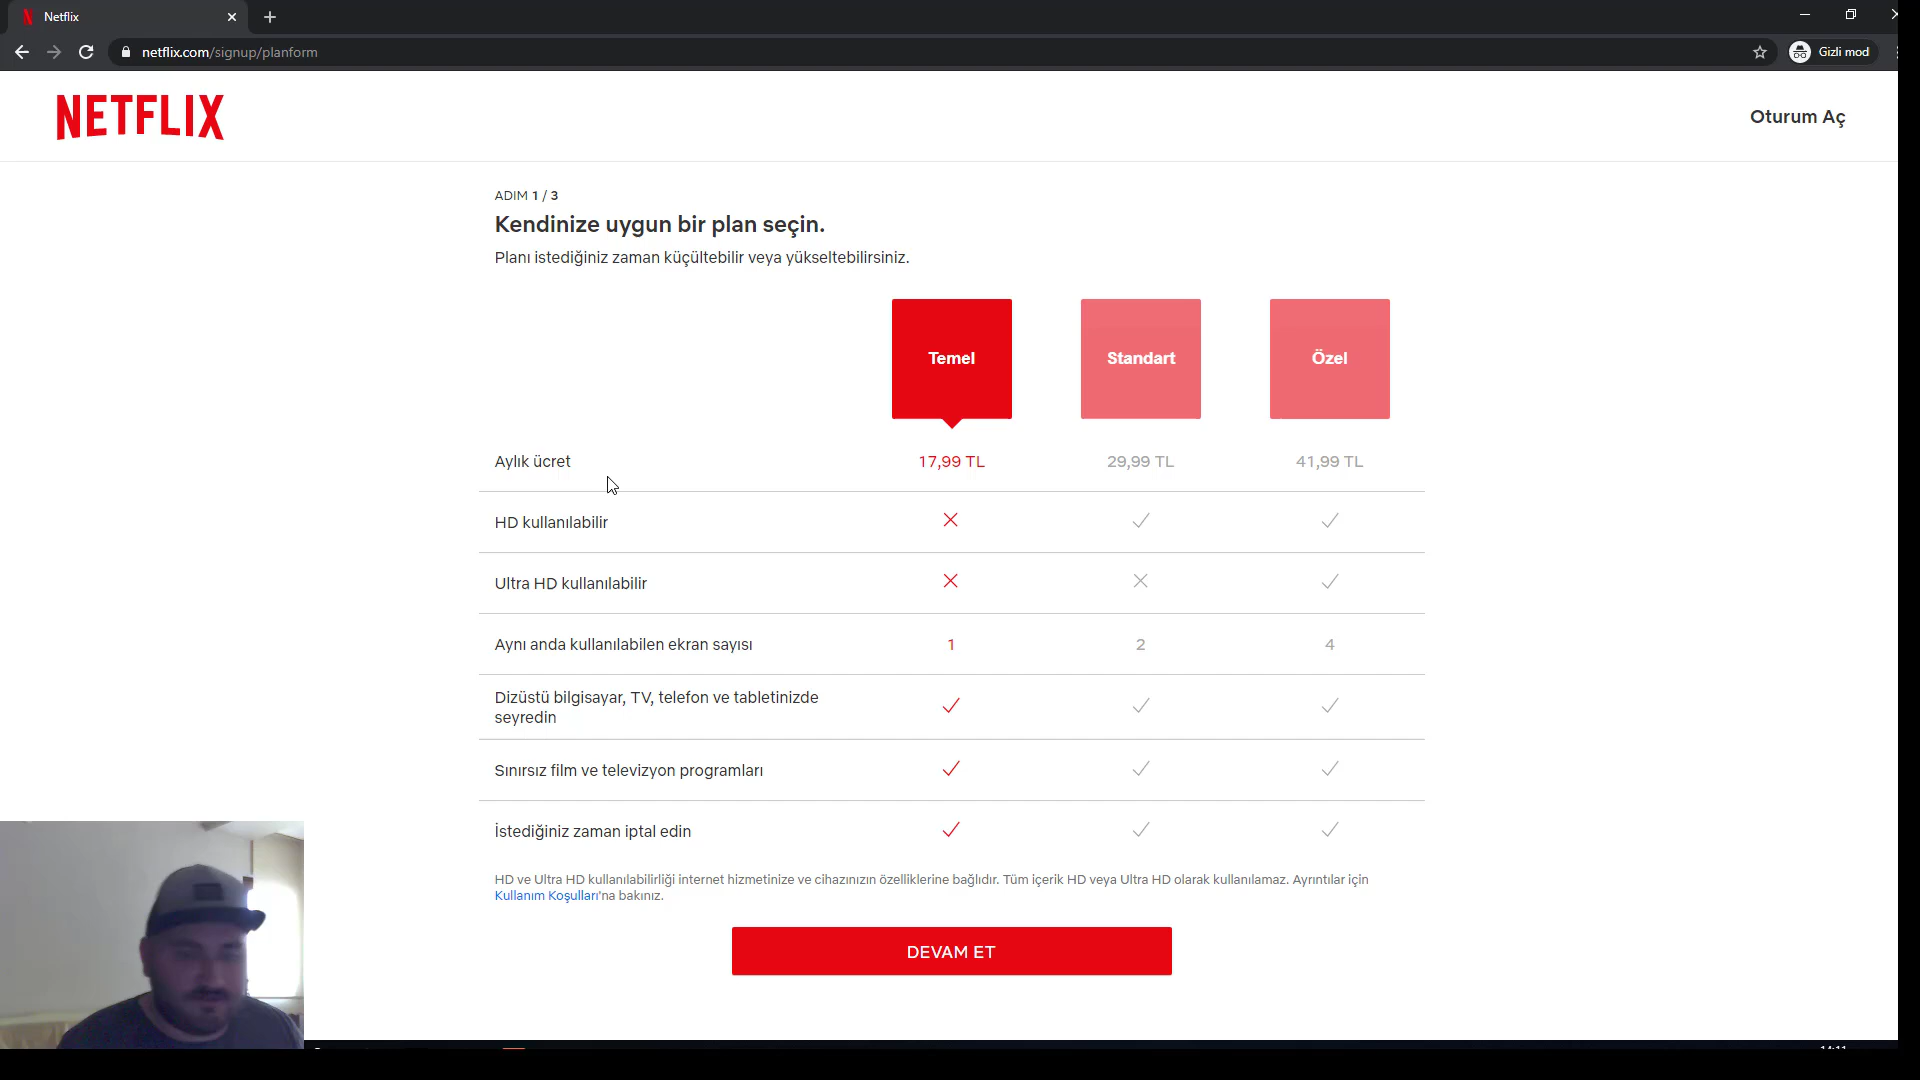 Netflix
netflix.com/signup/planform
Gizli mod
NETFLIX
Oturum Aç
ADIM 1 / 3
Kendinize uygun bir plan seçin.
Planı istediğiniz zaman küçültebilir veya yükseltebilirsiniz.
Temel Standart Özel
Aylık ücret 17,99 TL 29,99 TL 41,99 TL
HD kullanılabilir
Ultra HD kullanılabilir
Aynı anda kullanılabilen ekran sayısı 1 2 4
Dizüstü bilgisayar, TV, telefon ve tabletinizde
seyredin
Sınırsız film ve televizyon programları
İstediğiniz zaman iptal edin
HD ve Ultra HD kullanılabilirliği internet hizmetinize ve cihazınızın özelliklerine bağlıdır. Tüm içerik HD veya Ultra HD olarak kullanılamaz. Ayrıntılar için
Kullanım Koşulları'na bakınız.
DEVAM ET